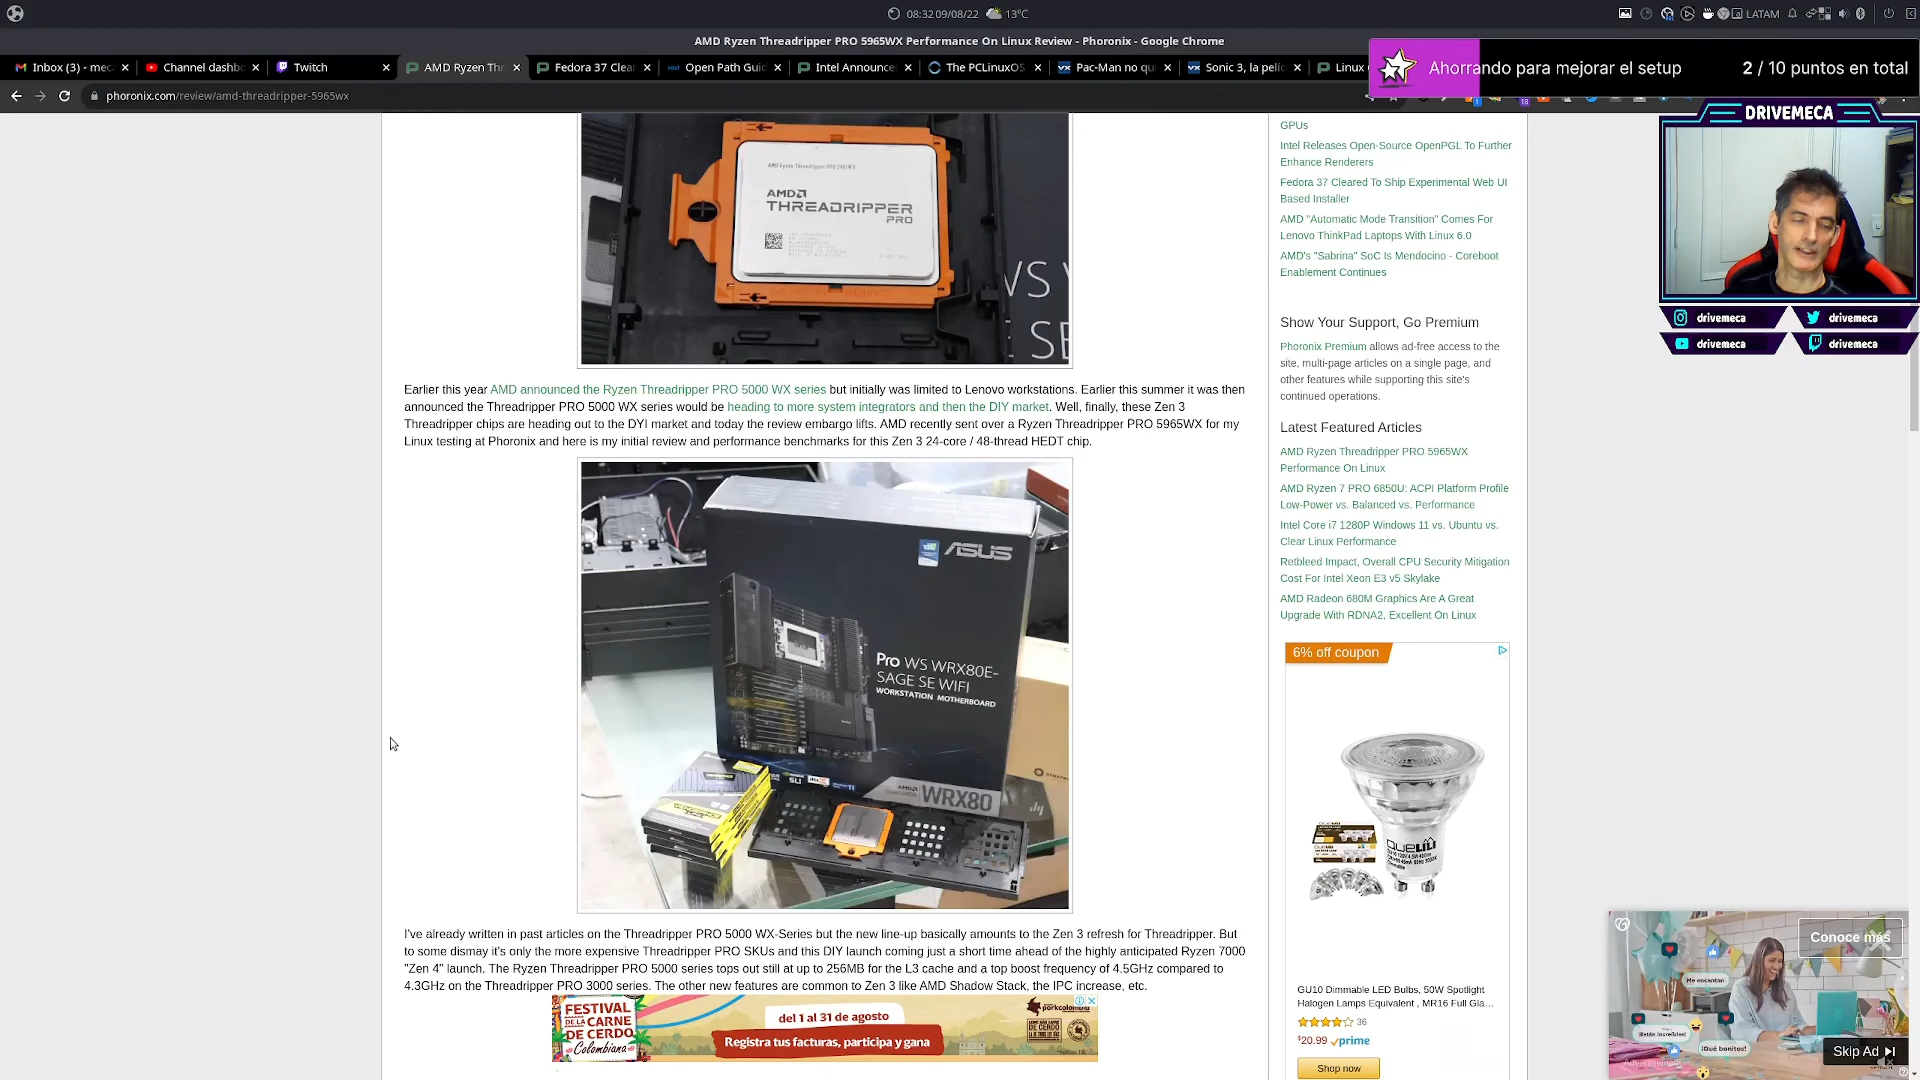 08:32 09/08/22 13°C
LATAM
AMD Ryzen Threadripper PRO 5965WX Performance On Linux Review - Phoronix - Google Chrome
Inbox (3) - mec
Channel dashbo
Twitch
AMD Ryzen Thr
Fedora 37 Clea
Open Path Guid
Intel Announce
The PCLinuxOS
Pac-Man no qu
Sonic 3, la pelíc
Linux
Ahorrando para mejorar el setup
2 / 10 puntos en total
phoronix.com/review/amd-threadripper-5965wx
AMD Ryzen Threadripper PRO 5965WX
AMD
THREADRIPPER
PRO
Earlier this year AMD announced the Ryzen Threadripper PRO 5000 WX series but initially was limited to Lenovo workstations. Earlier this summer it was then
announced the Threadripper PRO 5000 WX series would be heading to more system integrators and then the DIY market. Well, finally, these Zen 3
Threadripper chips are heading out to the DYI market and today the review embargo lifts. AMD recently sent over a Ryzen Threadripper PRO 5965WX for my
Linux testing at Phoronix and here is my initial review and performance benchmarks for this Zen 3 24-core / 48-thread HEDT chip.
ASUS
Pro WS WRX80E-
SAGE SE WIFI
WORKSTATION MOTHERBOARD
SLI
WRX80
I've already written in past articles on the Threadripper PRO 5000 WX-Series but the new line-up basically amounts to the Zen 3 refresh for Threadripper. But
to some dismay it's only the more expensive Threadripper PRO SKUs and this DIY launch coming just a short time ahead of the highly anticipated Ryzen 7000
"Zen 4" launch. The Ryzen Threadripper PRO 5000 series tops out still at up to 256MB for the L3 cache and a top boost frequency of 4.5GHz compared to
4.3GHz on the Threadripper PRO 3000 series. The other new features are common to Zen 3 like AMD Shadow Stack, the IPC increase, etc.
FESTIVAL
DE LA CARNE
DE CERDO
Colombiana
del 1 al 31 de agosto
Registra tus facturas, participa y gana
porkcolombia
GPUs
Intel Releases Open-Source OpenPGL To Further
Enhance Renderers
Fedora 37 Cleared To Ship Experimental Web UI
Based Installer
AMD "Automatic Mode Transition" Comes For
Lenovo ThinkPad Laptops With Linux 6.0
AMD's "Sabrina" SoC Is Mendocino - Coreboot
Enablement Continues
Show Your Support, Go Premium
Phoronix Premium allows ad-free access to the
site, multi-page articles on a single page, and
other features while supporting this site's
continued operations.
Latest Featured Articles
AMD Ryzen Threadripper PRO 5965WX
Performance On Linux
AMD Ryzen 7 PRO 6850U: ACPI Platform Profile
Low-Power vs. Balanced vs. Performance
Intel Core i7 1280P Windows 11 vs. Ubuntu vs.
Clear Linux Performance
Retbleed Impact, Overall CPU Security Mitigation
Cost For Intel Xeon E3 v5 Skylake
AMD Radeon 680M Graphics Are A Great
Upgrade With RDNA2, Excellent On Linux
6% off coupon
QUELILI
GU10 Dimmable LED Bulbs, 50W Spotlight
Halogen Lamps Equivalent , MR16 Full Gla...
36
$20.99 prime
Shop now
DRIVEMECA
drivemeca
drivemeca
drivemeca
drivemeca
Conoce más
Me encantan
¡Están increíbles!
¡Qué bonitos!
Skip Ad